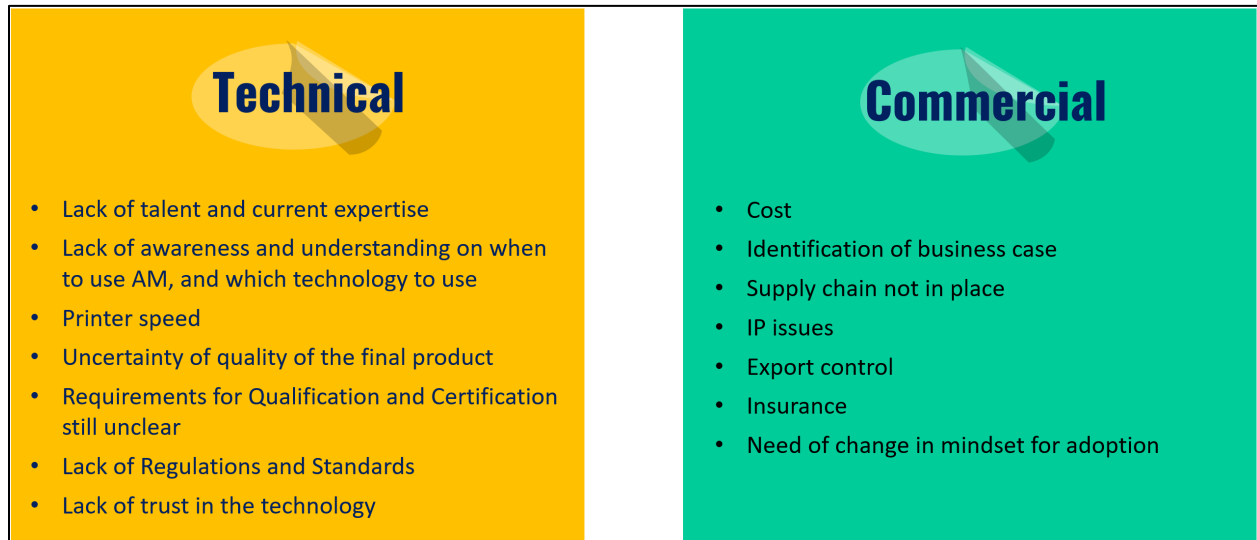 Technical
• Lack of talent and current expertise
• Lack of awareness and understanding on when
to use AM, and which technology to use
• Printer speed
• Uncertainty of quality of the final product
• Requirements for Qualification and Certification
still unclear
• Lack of Regulations and Standards
• Lack of trust in the technology
Commercial
• Cost
• Identification of business case
• Supply chain not in place
• IP issues
• Export control
• Insurance
• Need of change in mindset for adoption